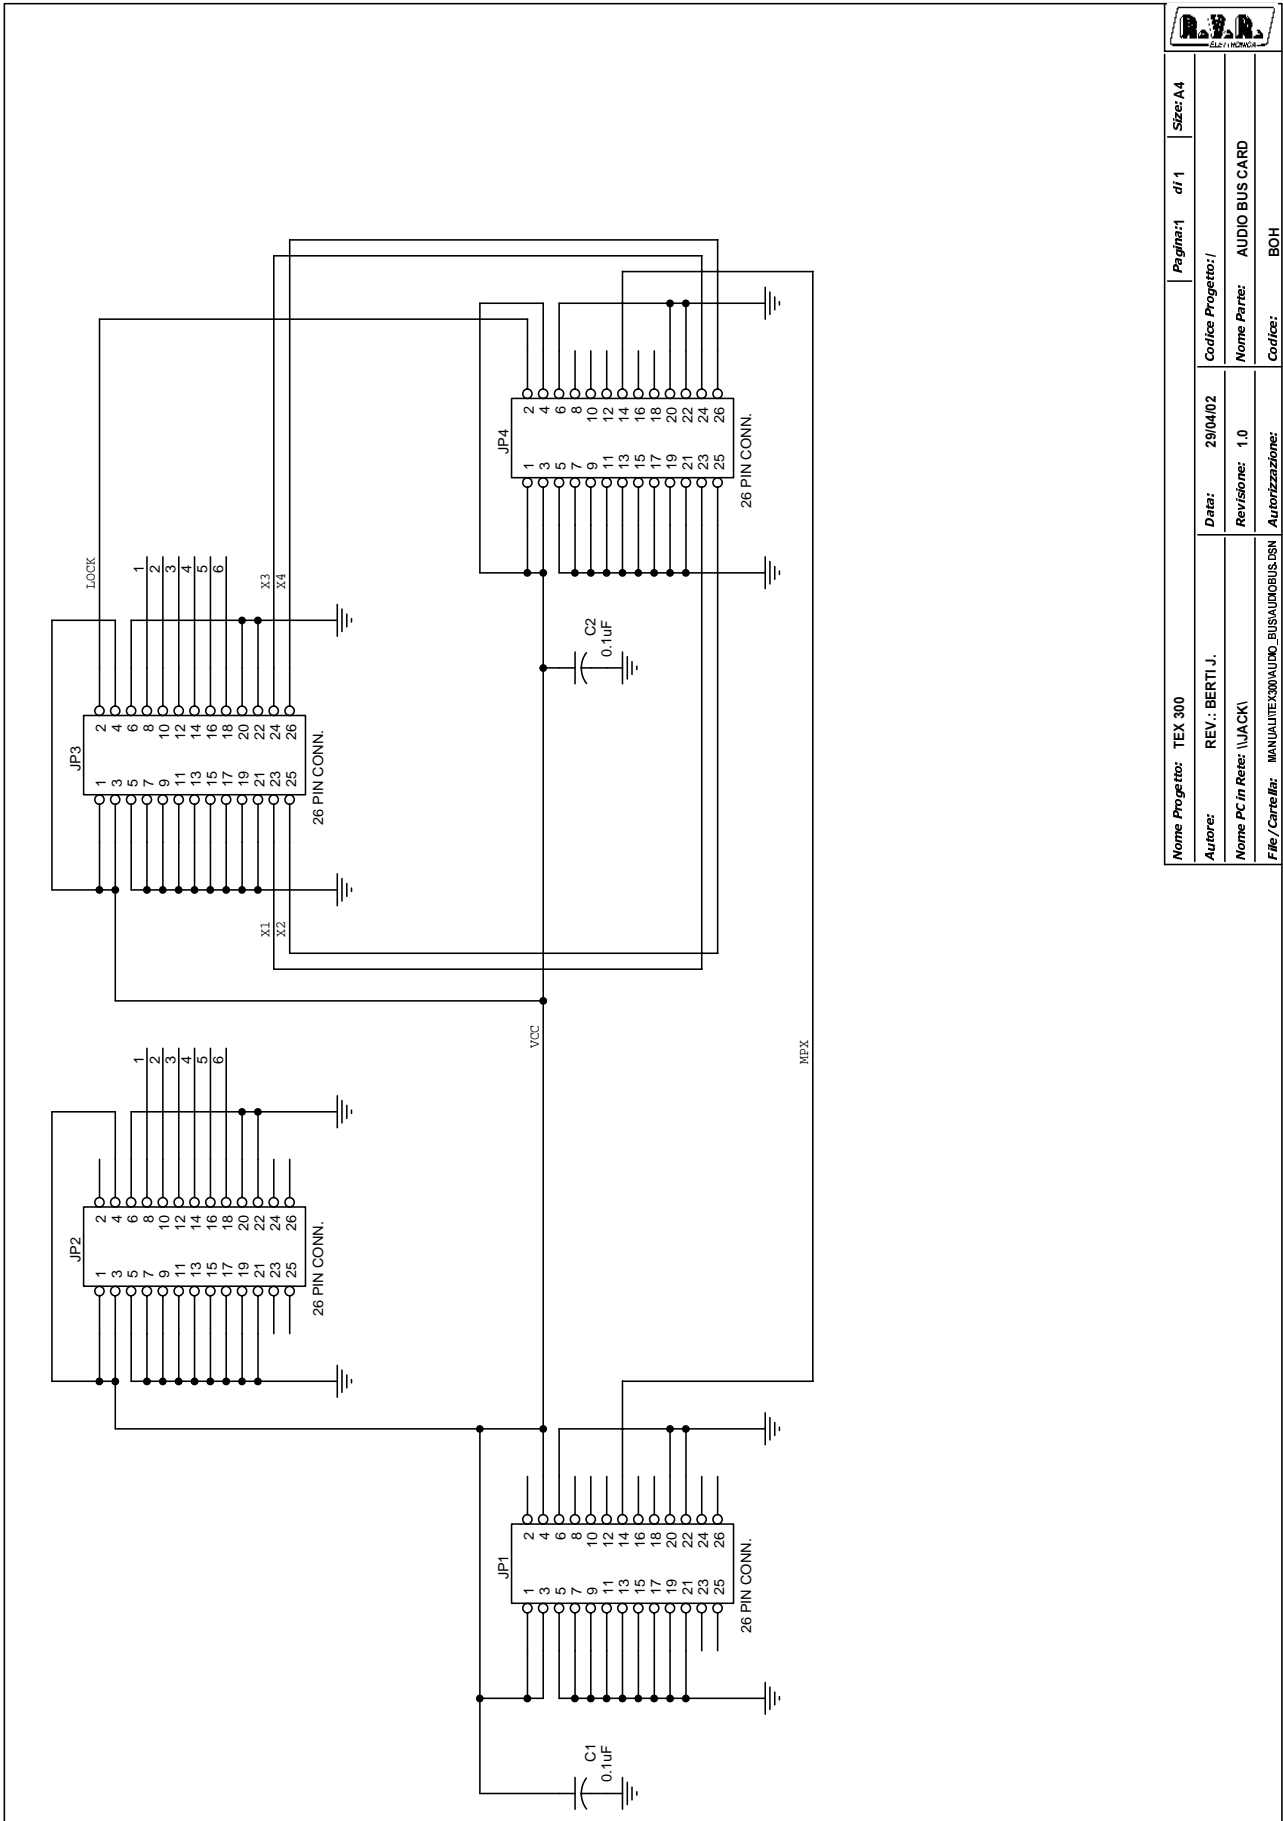 R.V.R.
ELETTRONICA
Nome Progetto: TEX 300
Pagina:1 di 1
Size:A4
Autore: REV.: BERTI J.
Data: 29/04/02
Codice Progetto:/
Nome PC in Rete: \\JACK\
Revisione: 1.0
Nome Parte: AUDIO BUS CARD
File/Cartella: MANUALI\TEX300\AUDIO_BUS\AUDIOBUS.DSN
Autorizzazione:
Codice: BOH
JP1
1 3 5 7 9 11 13 15 17 19 21 23 25
2 4 6 8 10 12 14 16 18 20 22 24 26
26 PIN CONN.
C1
0.1uF
JP2
1 3 5 7 9 11 13 15 17 19 21 23 25
2 4 6 8 10 12 14 16 18 20 22 24 26
26 PIN CONN.
1 2 3 4 5 6
VCC
MPX
JP3
1 3 5 7 9 11 13 15 17 19 21 23 25
2 4 6 8 10 12 14 16 18 20 22 24 26
26 PIN CONN.
X1
X2
1 2 3 4 5 6
LOCK
X3
X4
C2
0.1uF
JP4
1 3 5 7 9 11 13 15 17 19 21 23 25
2 4 6 8 10 12 14 16 18 20 22 24 26
26 PIN CONN.